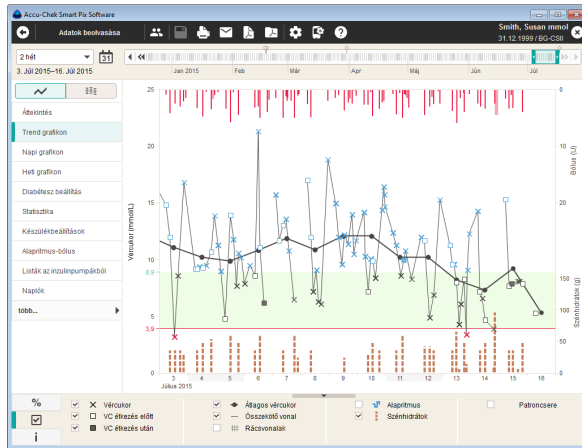 Accu-Chek Smart Pix Software
Adatok beolvasása
Smith, Susan mmol
31.12.1999 / BG-CSII
2 hét
31
3. Júl 2015–16. Júl 2015
Jan 2015 Feb Már Apr Máj Jún Júl
Áttekintés
Trend grafikon
Napi grafikon
Heti grafikon
Diabétesz beállítás
Statisztika
Készülékbeállítások
Alapritmus-bólus
Listák az inzulinpumpákból
Naplók
több...
Vércukor (mmol/L)
25
20
15
10
8,9
5
3,9
0
Bólus (U)
0
10
20
Szénhidrátok (g)
150
100
50
0
3 4 5 6 7 8 9 10 11 12 13 14 15 16
Július 2015
% Vércukor Átlagos vércukor Alapritmus Patroncsere
VC étkezés előtt Összekötő vonal Szénhidrátok
i VC étkezés után Rácsvonalak